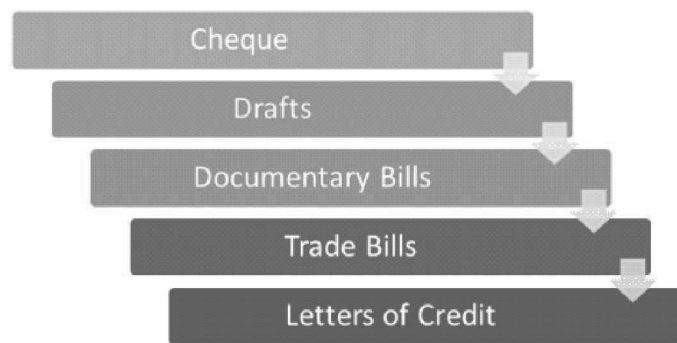 Cheque
Drafts
Documentary Bills
Trade Bills
Letters of Credit